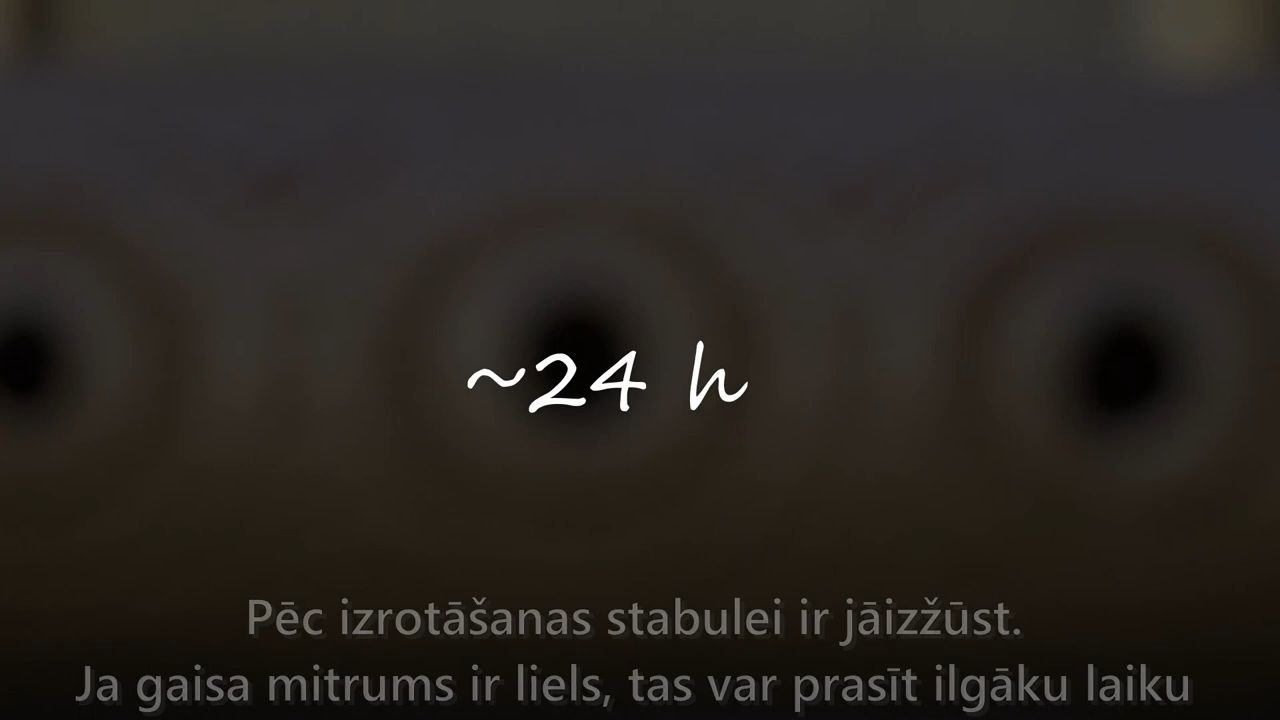 ~24 h
Pēc izrotāšanas stabulei ir jāizžūst.
Ja gaisa mitrums ir liels, tas var prasīt ilgāku laiku